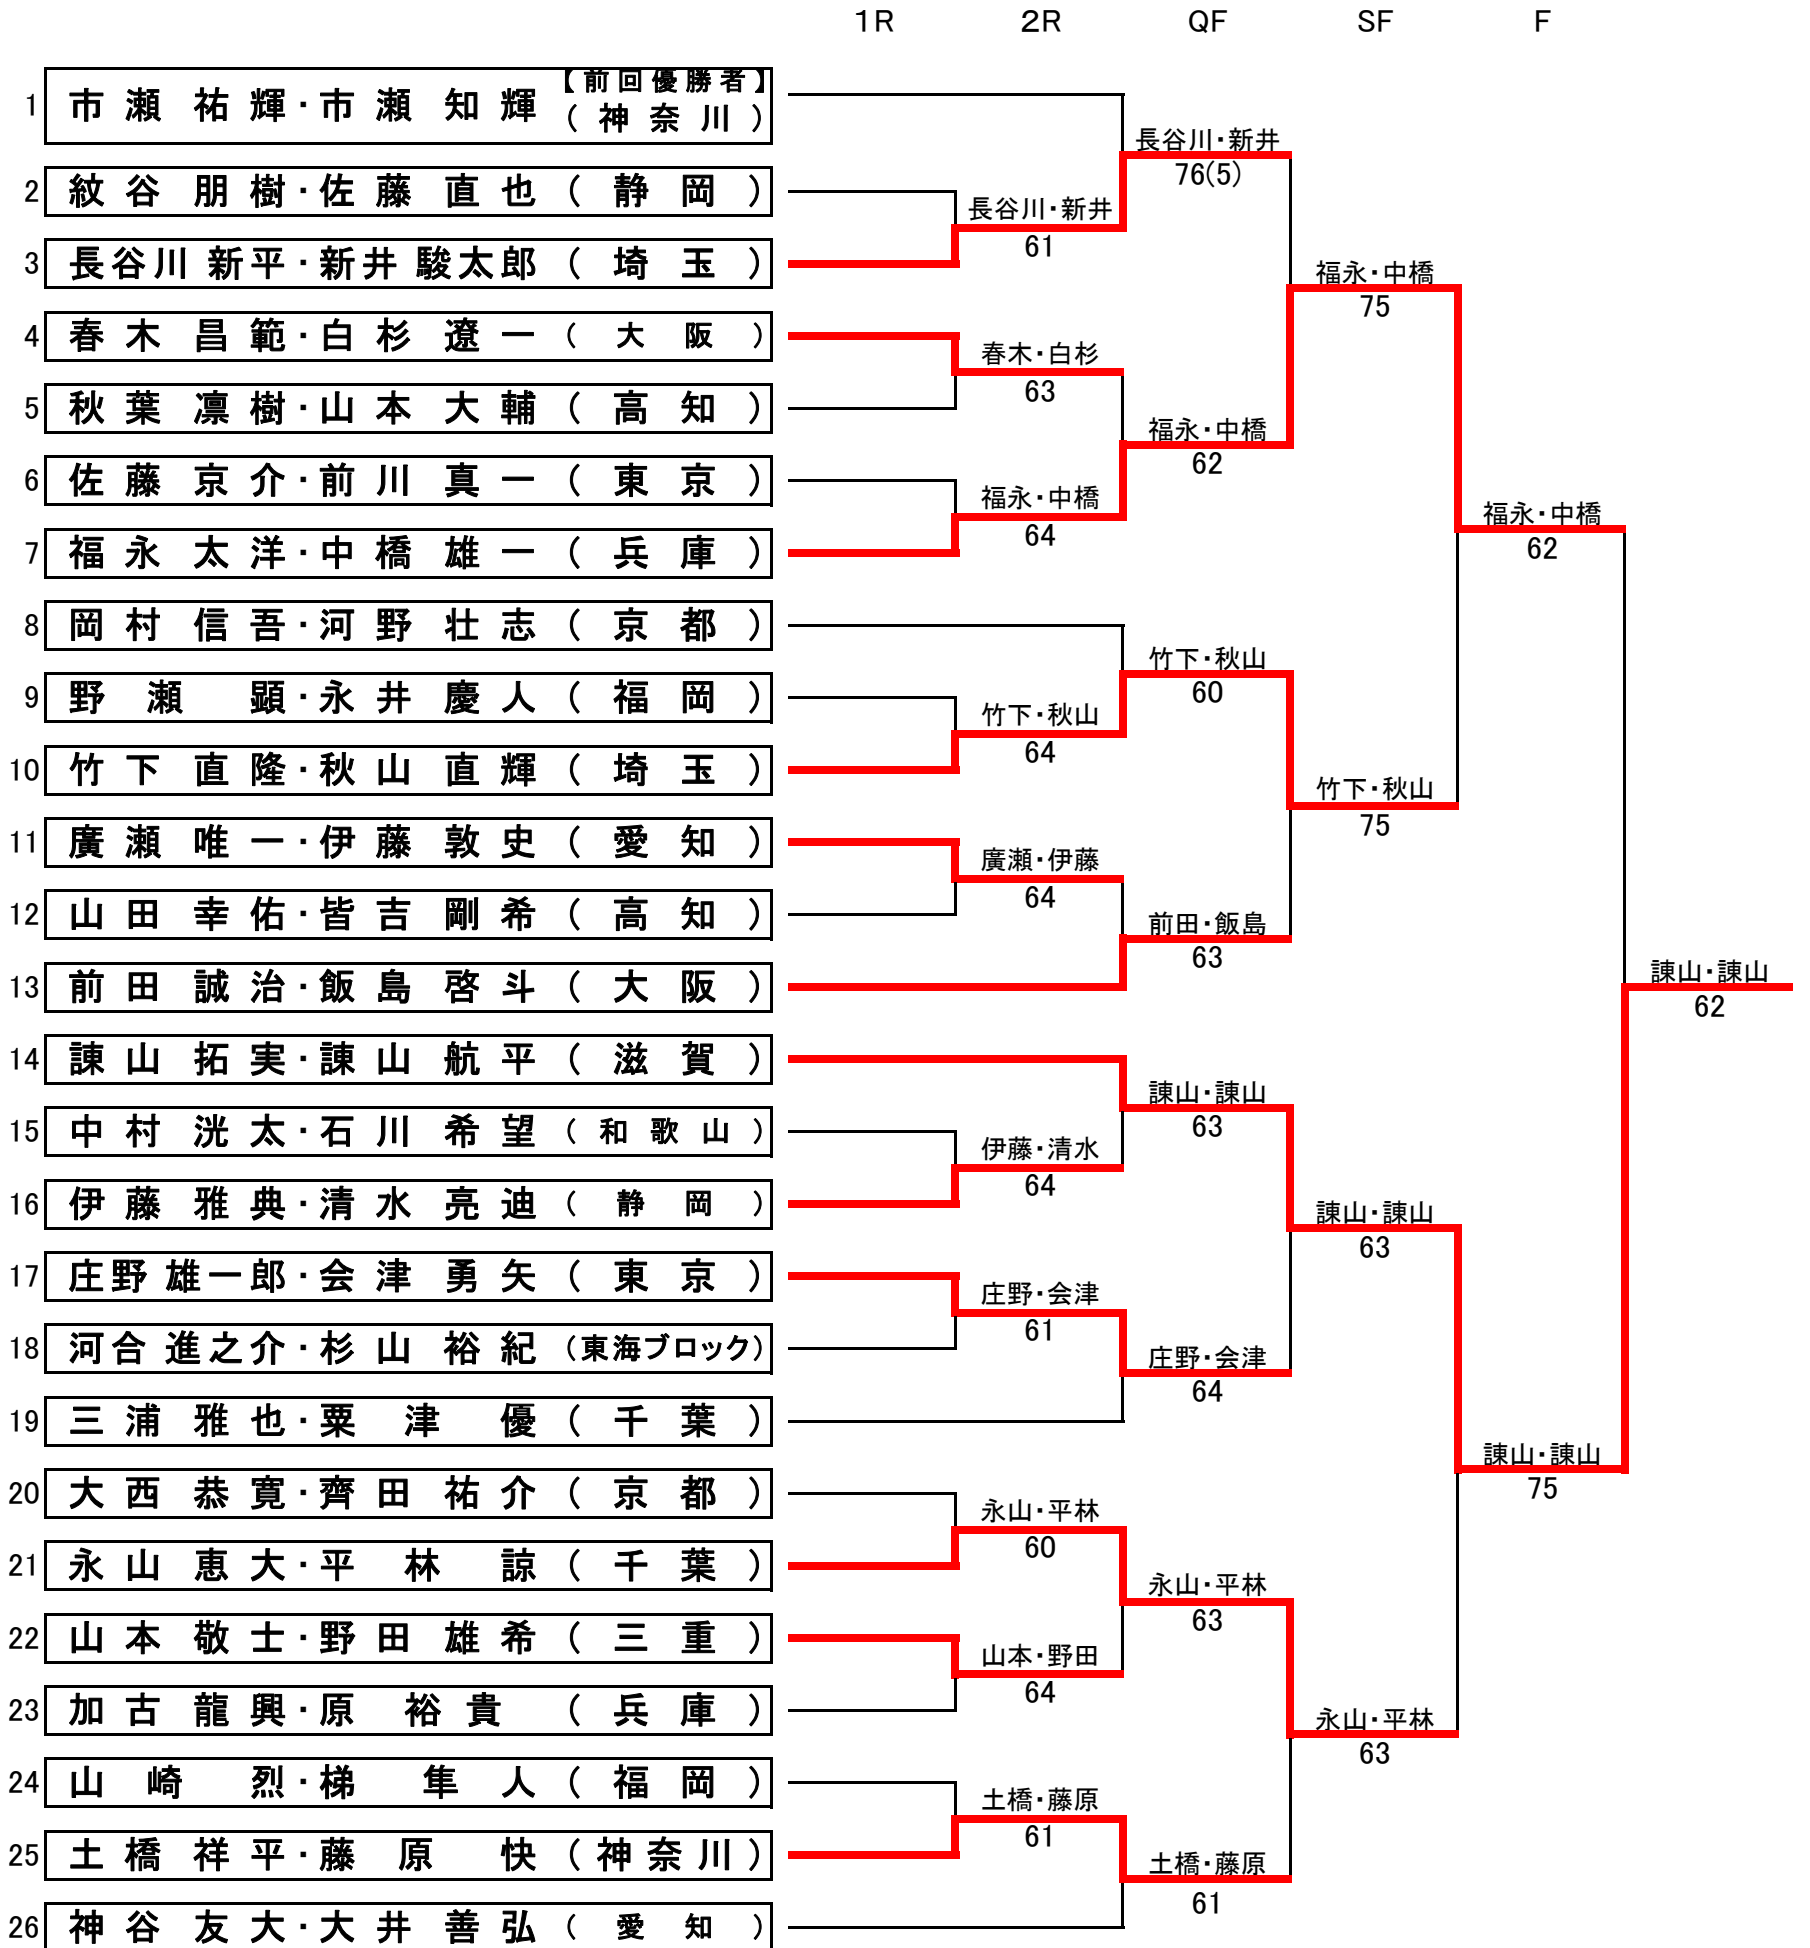 1R 2R QF SF F
1 市瀬 祐輝・市瀬 知輝 【前回優勝者】(神奈川)
長谷川・新井
76(5)
2 紋谷 朋樹・佐藤 直也 (静岡)
長谷川・新井
61
3 長谷川 新平・新井 駿太郎 (埼玉)
福永・中橋
75
4 春木 昌範・白杉 遼一 (大阪)
春木・白杉
63
5 秋葉 凛樹・山本 大輔 (高知)
福永・中橋
62
6 佐藤 京介・前川 真一 (東京)
福永・中橋
64
福永・中橋
62
7 福永 太洋・中橋 雄一 (兵庫)
8 岡村 信吾・河野 壮志 (京都)
竹下・秋山
60
9 野瀬 顕・永井 慶人 (福岡)
竹下・秋山
64
10 竹下 直隆・秋山 直輝 (埼玉)
竹下・秋山
75
11 廣瀬 唯一・伊藤 敦史 (愛知)
廣瀬・伊藤
64
12 山田 幸佑・皆吉 剛希 (高知)
前田・飯島
63
13 前田 誠治・飯島 啓斗 (大阪)
諌山・諌山
62
14 諌山 拓実・諌山 航平 (滋賀)
諌山・諌山
63
15 中村 洸太・石川 希望 (和歌山)
伊藤・清水
64
16 伊藤 雅典・清水 亮迪 (静岡)
諌山・諌山
63
17 庄野 雄一郎・会津 勇矢 (東京)
庄野・会津
61
18 河合 進之介・杉山 裕紀 (東海ブロック)
庄野・会津
64
19 三浦 雅也・粟津 優 (千葉)
諌山・諌山
75
20 大西 恭寛・齊田 祐介 (京都)
永山・平林
60
21 永山 恵大・平林 諒 (千葉)
永山・平林
63
22 山本 敬士・野田 雄希 (三重)
山本・野田
64
23 加古 龍興・原 裕貴 (兵庫)
永山・平林
63
24 山崎 烈・梯 隼人 (福岡)
土橋・藤原
61
25 土橋 祥平・藤原 快 (神奈川)
土橋・藤原
61
26 神谷 友大・大井 善弘 (愛知)